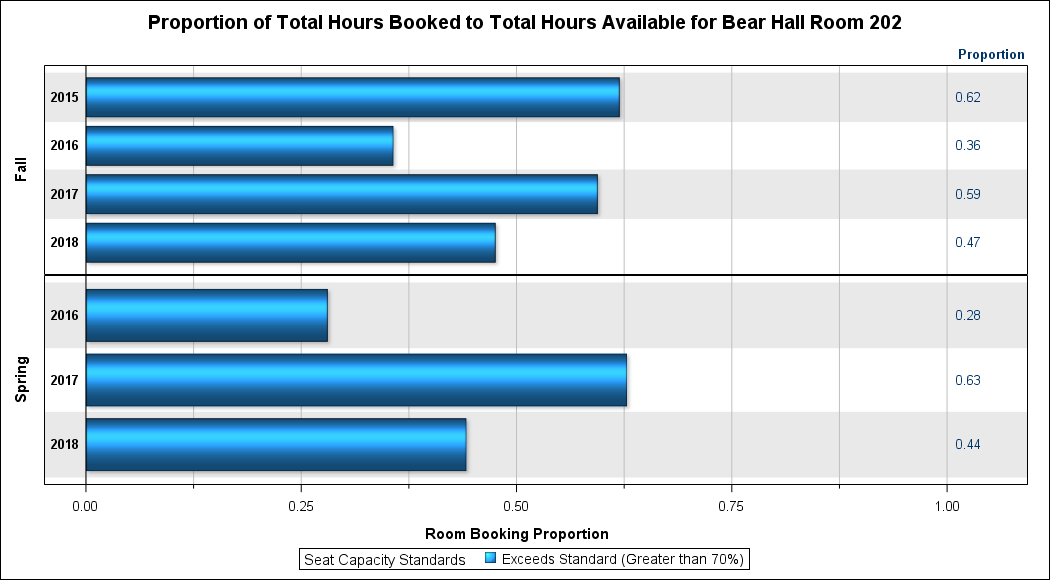 Proportion of Total Hours Booked to Total Hours Available for Bear Hall Room 202
Proportion
Fall
2015 0.62
2016 0.36
2017 0.59
2018 0.47
Spring
2016 0.28
2017 0.63
2018 0.44
0.00 0.25 0.50 0.75 1.00
Room Booking Proportion
Seat Capacity Standards Exceeds Standard (Greater than 70%)